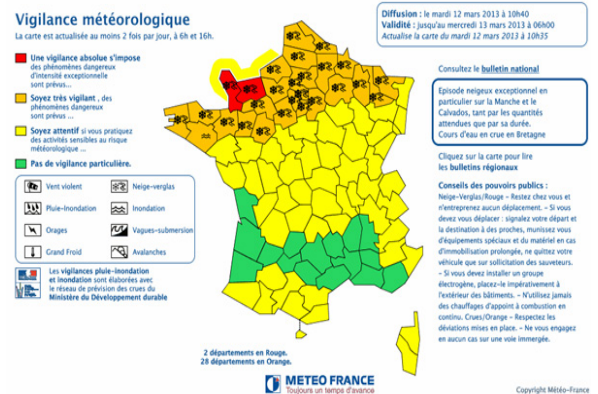 Vigilance météorologique
La carte est actualisée au moins 2 fois par jour, à 6h et 16h.
Une vigilance absolue s'impose
des phénomènes dangereux
d'intensité exceptionnelle
sont prévus...
Soyez très vigilant , des
phénomènes dangereux
sont prévus ...
Soyez attentif si vous pratiquez
des activités sensibles au risque
météorologique ...
Pas de vigilance particulière.
Vent violent
Neige-verglas
Pluie-Inondation
Inondation
Orages
Vagues-submersion
Grand Froid
Avalanches
Les vigilances pluie-inondation
et inondation sont élaborées avec
le réseau de prévision des crues du
Ministère du Développement durable
2 départements en Rouge.
28 départements en Orange.
METEO FRANCE
Toujours un temps d'avance
Diffusion : le mardi 12 mars 2013 à 10h40
Validité : jusqu'au mercredi 13 mars 2013 à 06h00
Actualise la carte du mardi 12 mars 2013 à 10h35
Consultez le bulletin national
Episode neigeux exceptionnel en
particulier sur la Manche et le
Calvados, tant par les quantités
attendues que par sa durée.
Cours d'eau en crue en Bretagne
Cliquez sur la carte pour lire
les bulletins régionaux
Conseils des pouvoirs publics :
Neige-Verglas/Rouge – Restez chez vous et
n'entreprenez aucun déplacement. – Si vous
devez vous déplacer : signalez votre départ et
la destination à des proches, munissez vous
d'équipements spéciaux et du matériel en cas
d'immobilisation prolongée, ne quittez votre
véhicule que sur sollicitation des sauveteurs.
– Si vous devez installer un groupe
électrogène, placez-le impérativement à
l'extérieur des bâtiments. – N'utilisez jamais
des chauffages d'appoint à combustion en
continu. Crues/Orange – Respectez les
déviations mises en place. – Ne vous engagez
en aucun cas sur une voie immergée.
Copyright Météo-France